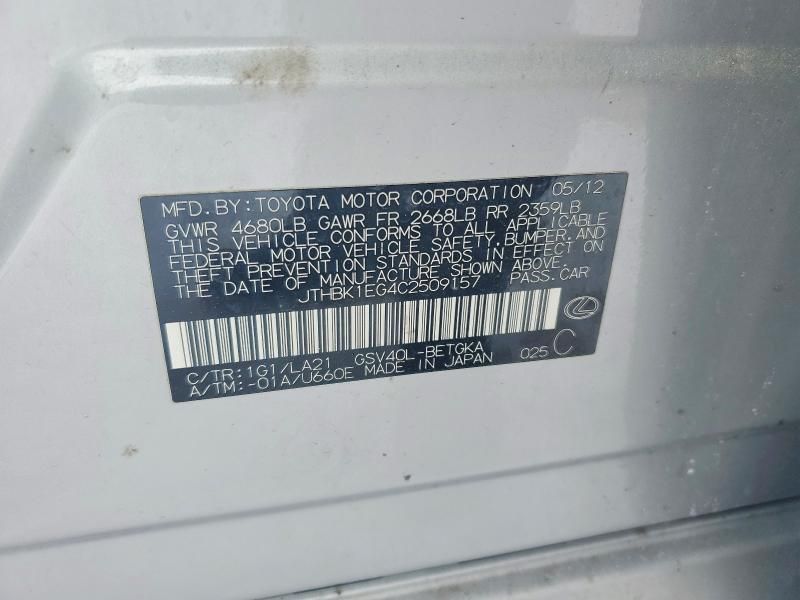 MFD.BY:TOYOTA MOTOR CORPORATION 05/12
GVWR 4680LB GAWR FR 2668LB RR 2359LB
THIS VEHICLE CONFORMS TO ALL APPLICABLE
FEDERAL MOTOR VEHICLE SAFETY,BUMPER,AND
THEFT PREVENTION STANDARDS IN EFFECT ON
THE DATE OF MANUFACTURE SHOWN ABOVE.
JTHBK1EG4C2509157 PASS.CAR
C/TR:1G1/LA21 GSV40L-BETGKA 025 C
A/TM:-01A/U660E MADE IN JAPAN